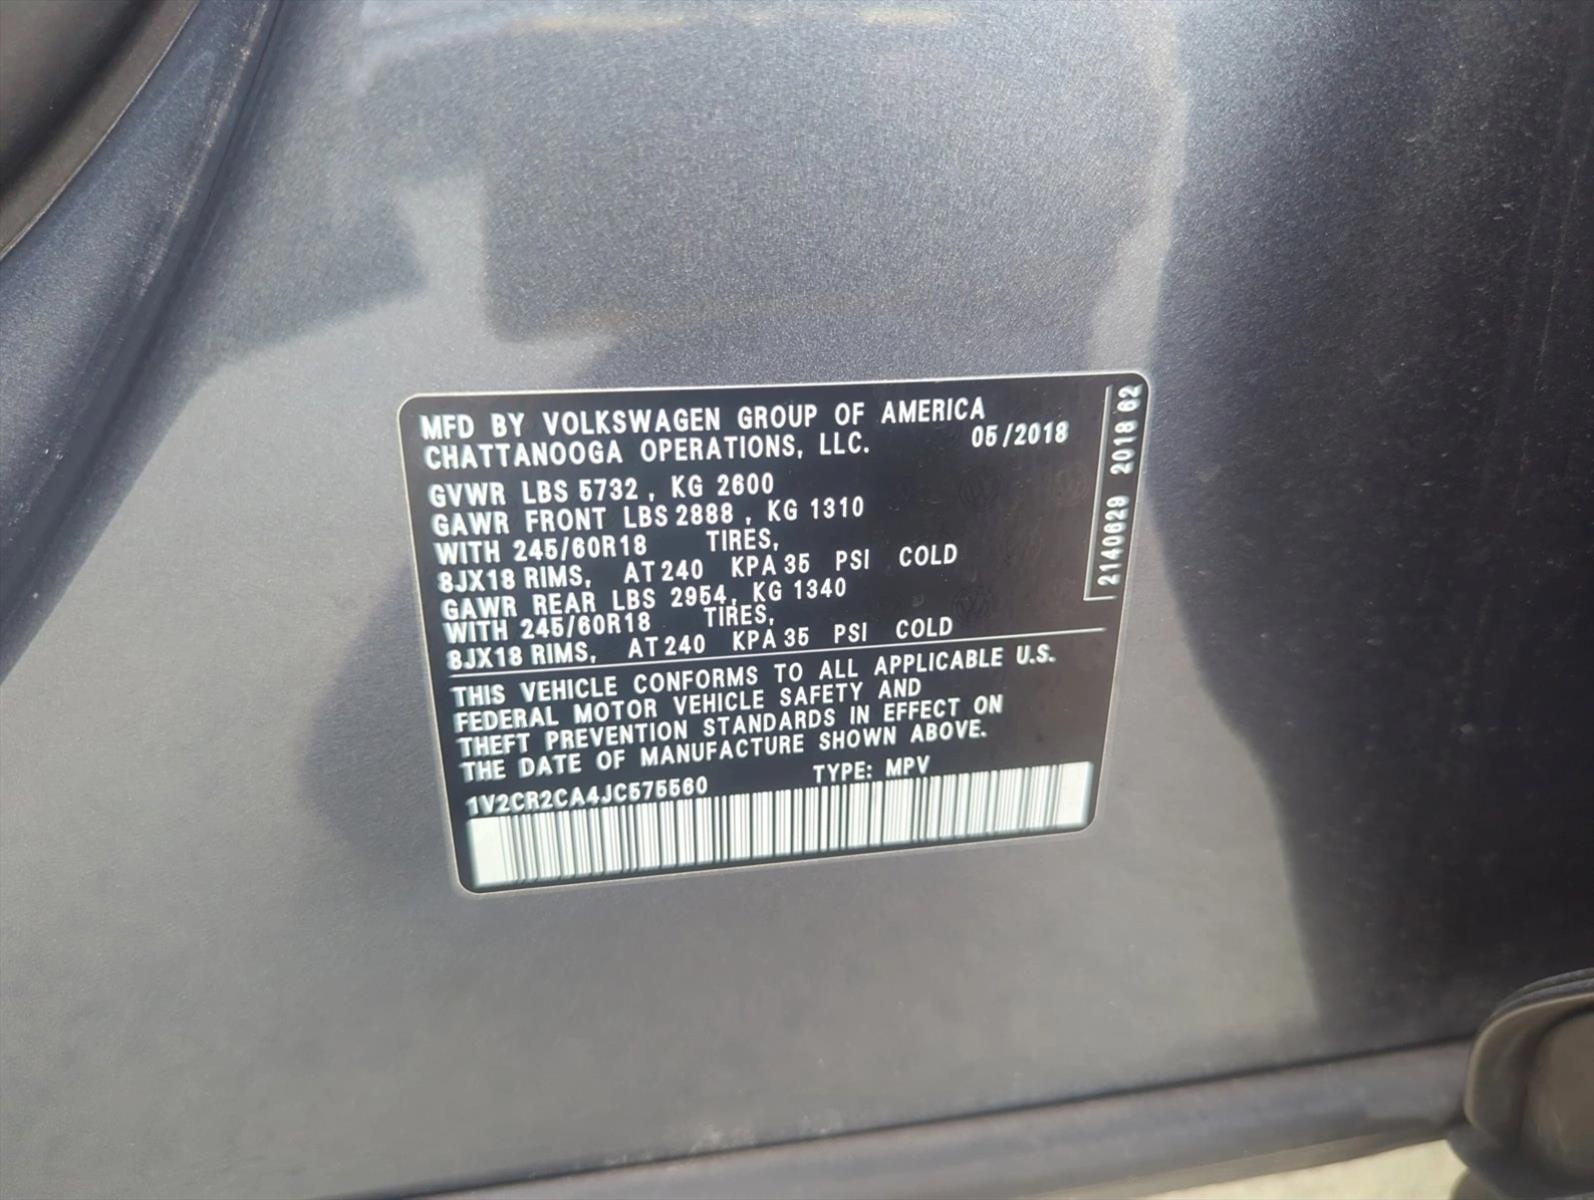 MFD BY VOLKSWAGEN GROUP OF AMERICA
CHATTANOOGA OPERATIONS, LLC. 05/2018
GVWR LBS 5732 , KG 2600
GAWR FRONT LBS 2888 , KG 1310
WITH 245/60R18 TIRES,
8JX18 RIMS, AT 240 KPA 35 PSI COLD
GAWR REAR LBS 2954, KG 1340
WITH 245/60R18 TIRES,
8JX18 RIMS, AT 240 KPA 35 PSI COLD
THIS VEHICLE CONFORMS TO ALL APPLICABLE U.S.
FEDERAL MOTOR VEHICLE SAFETY AND
THEFT PREVENTION STANDARDS IN EFFECT ON
THE DATE OF MANUFACTURE SHOWN ABOVE.
1V2CR2CA4JC575560 TYPE: MPV
2140629 2018 62